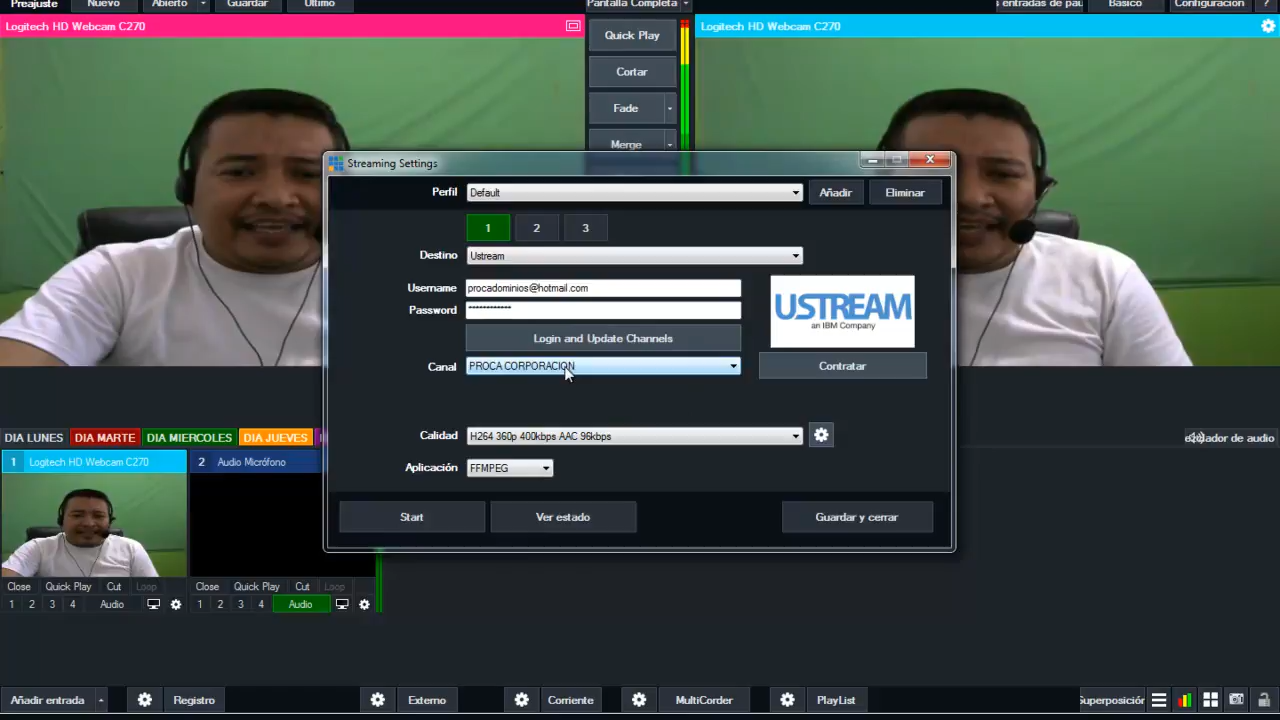 Preajuste Nuevo Abierto Guardar Último Pantalla Completa entradas de pau Básico Configuración ?
Logitech HD Webcam C270
Logitech HD Webcam C270
Quick Play
Cortar
Fade
Merge
Streaming Settings
Perfil Default Añadir Eliminar
1 2 3
Destino Ustream
Username procadominios@hotmail.com
Password ************
USTREAM
an IBM Company
Login and Update Channels
Canal PROCA CORPORACION Contratar
Calidad H264 360p 400kbps AAC 96kbps
Aplicación FFMPEG
Start Ver estado Guardar y cerrar
DIA LUNES DIA MARTE DIA MIERCOLES DIA JUEVES
de audio
1 Logitech HD Webcam C270
2 Audio Micrófono
Close Quick Play Cut Loop
Close Quick Play Cut Loop
1 2 3 4 Audio
1 2 3 4 Audio
Añadir entrada Registro Externo Corriente MultiCorder PlayList Superposición